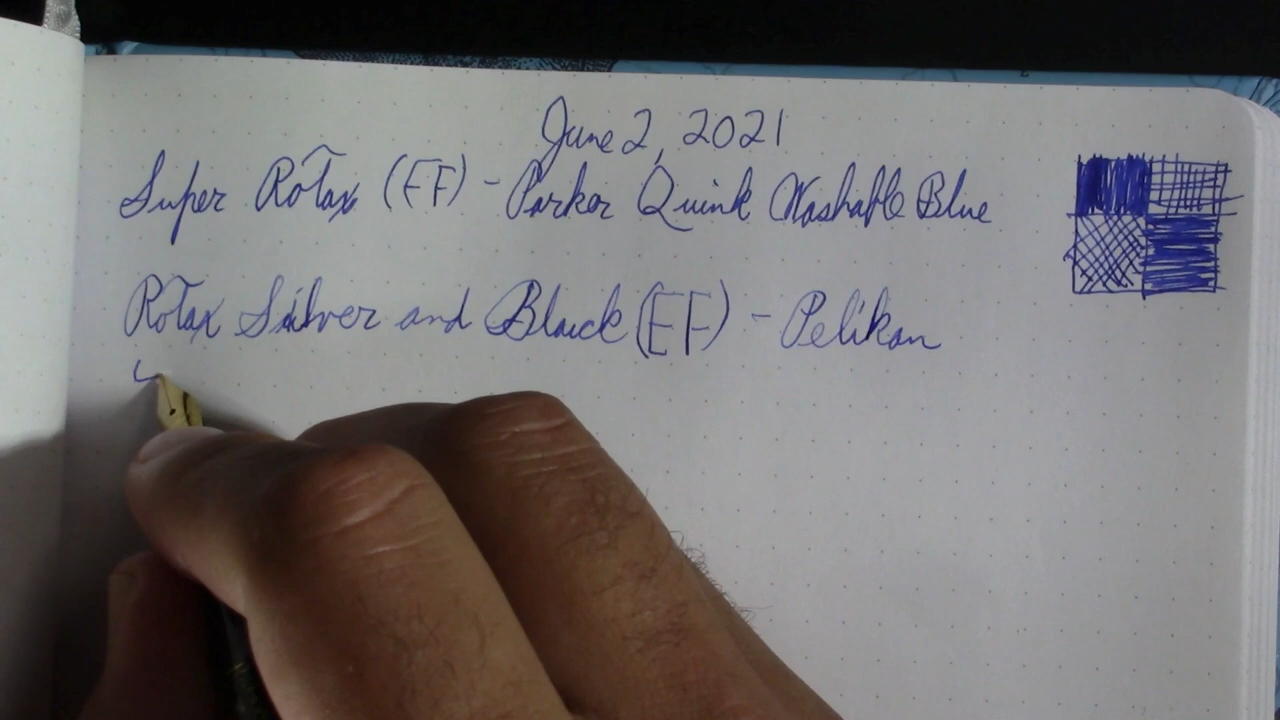 June 2, 2021
Super Rotax (EF) - Parker Quink Washable Blue
Rotax Silver and Black (EF) - Pelikan